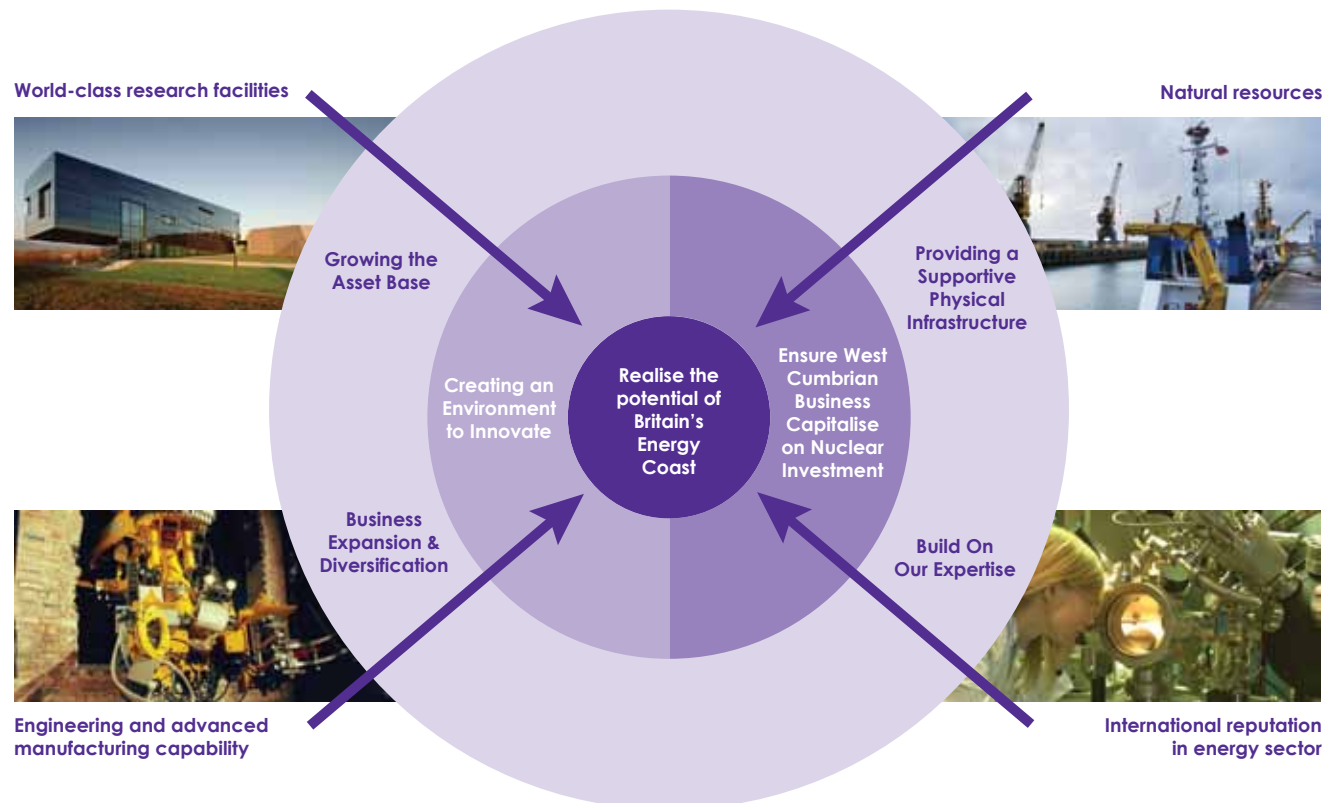 World-class research facilities
Natural resources
Growing the
Asset Base
Providing a
Supportive
Physical
Infrastructure
Creating an
Environment
to Innovate
Realise the
potential of
Britain’s
Energy
Coast
Ensure West
Cumbrian
Business
Capitalise
on Nuclear
Investment
Business
Expansion &
Diversification
Build On
Our Expertise
Engineering and advanced
manufacturing capability
International reputation
in energy sector